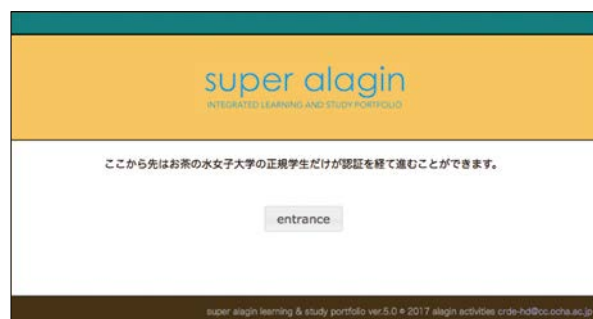 super alagin
INTEGRATED LEARNING AND STUDY PORTFOLIO
ここから先はお茶の水女子大学の正規学生だけが認証を経て進むことができます。
entrance
super alagin learning & study portfolio ver.5.0 © 2017 alagin activities crde-hd@cc.ocha.ac.jp